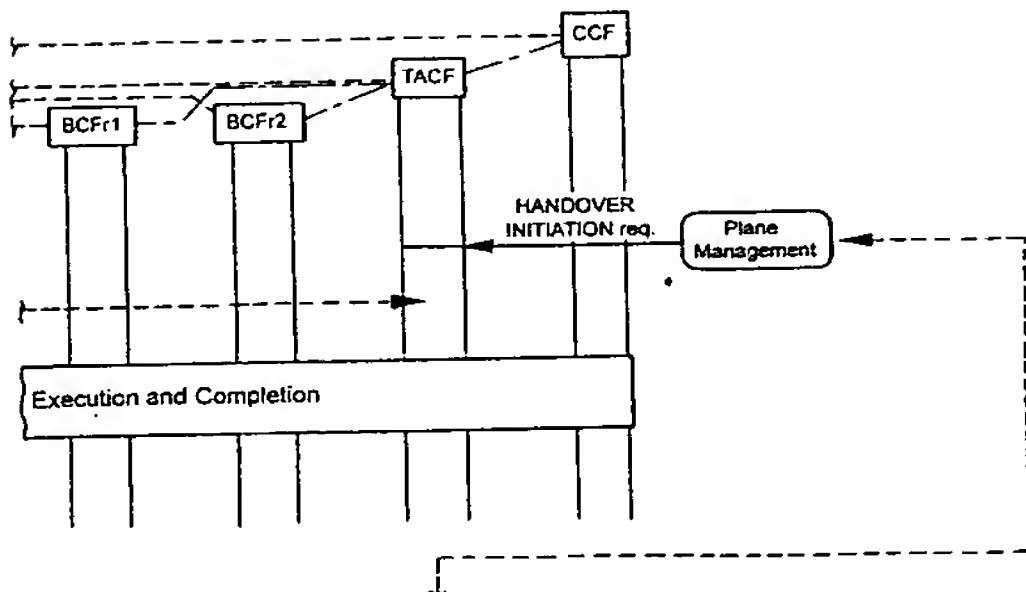 CCF
TACF
BCFr1
BCFr2
HANDOVER
INITIATION req.
Plane
Management
Execution and Completion